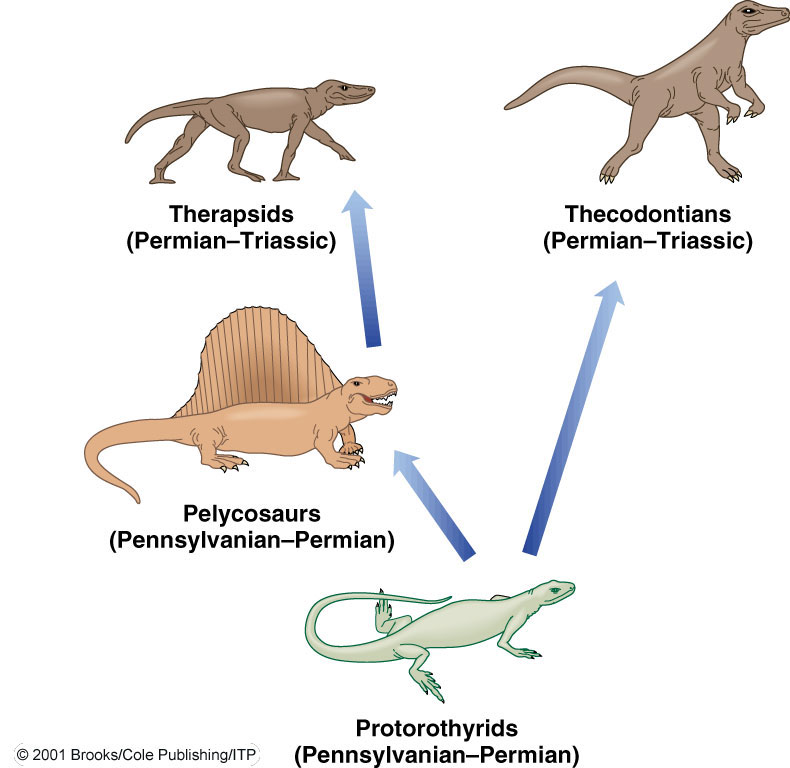 Therapsids
(Permian–Triassic)
Thecodontians
(Permian–Triassic)
Pelycosaurs
(Pennsylvanian–Permian)
Protorothyrids
(Pennsylvanian–Permian)
© 2001 Brooks/Cole Publishing/ITP